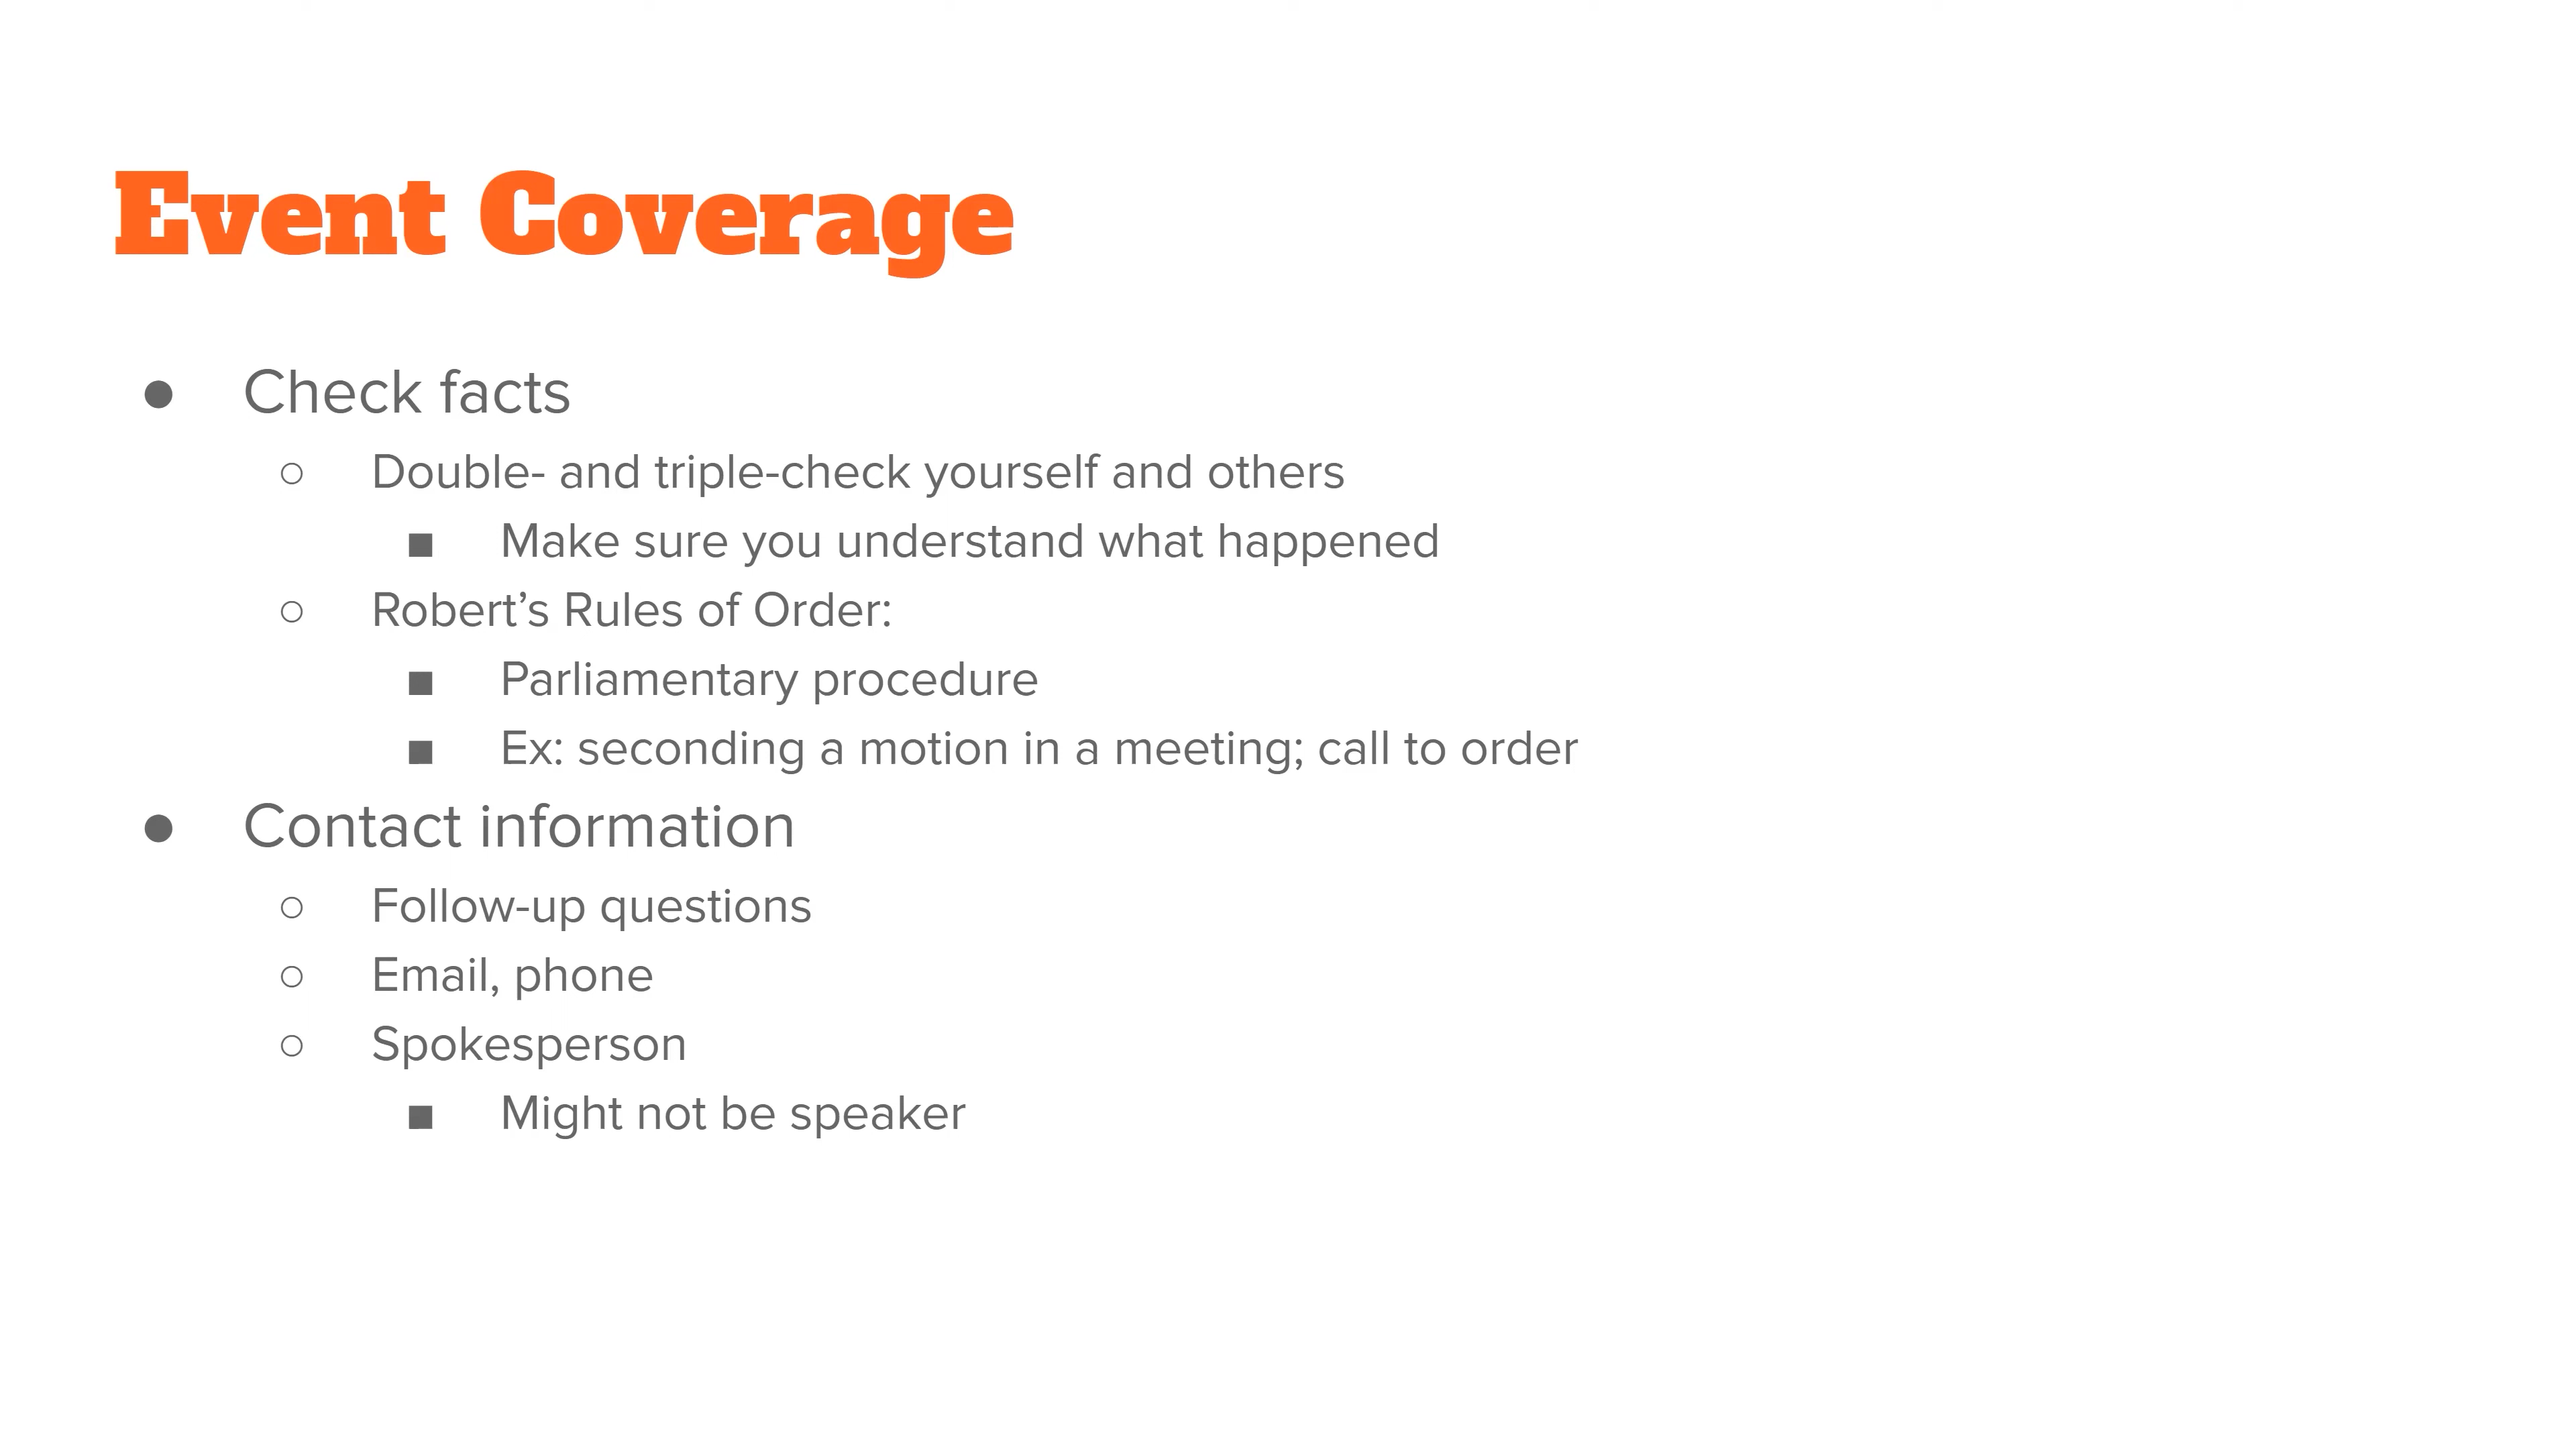 Event Coverage
● Check facts
○ Double- and triple-check yourself and others
■ Make sure you understand what happened
○ Robert’s Rules of Order:
■ Parliamentary procedure
■ Ex: seconding a motion in a meeting; call to order
● Contact information
○ Follow-up questions
○ Email, phone
○ Spokesperson
■ Might not be speaker